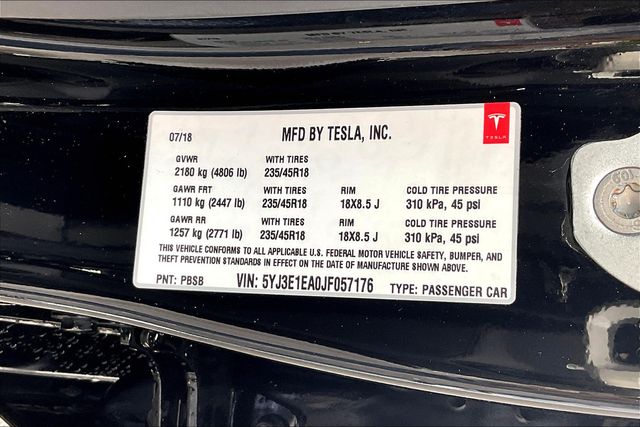 07/18 MFD BY TESLA, INC.
TESLA
GVWR WITH TIRES
2180 kg (4806 lb) 235/45R18
GAWR FRT WITH TIRES RIM COLD TIRE PRESSURE
1110 kg (2447 lb) 235/45R18 18X8.5 J 310 kPa, 45 psi
GAWR RR WITH TIRES RIM COLD TIRE PRESSURE
1257 kg (2771 lb) 235/45R18 18X8.5 J 310 kPa, 45 psi
THIS VEHICLE CONFORMS TO ALL APPLICABLE U.S. FEDERAL MOTOR VEHICLE SAFETY, BUMPER, AND
THEFT PREVENTION STANDARDS IN EFFECT ON THE DATE OF MANUFACTURE SHOWN ABOVE.
PNT: PBSB VIN: 5YJ3E1EA0JF057176 TYPE: PASSENGER CAR